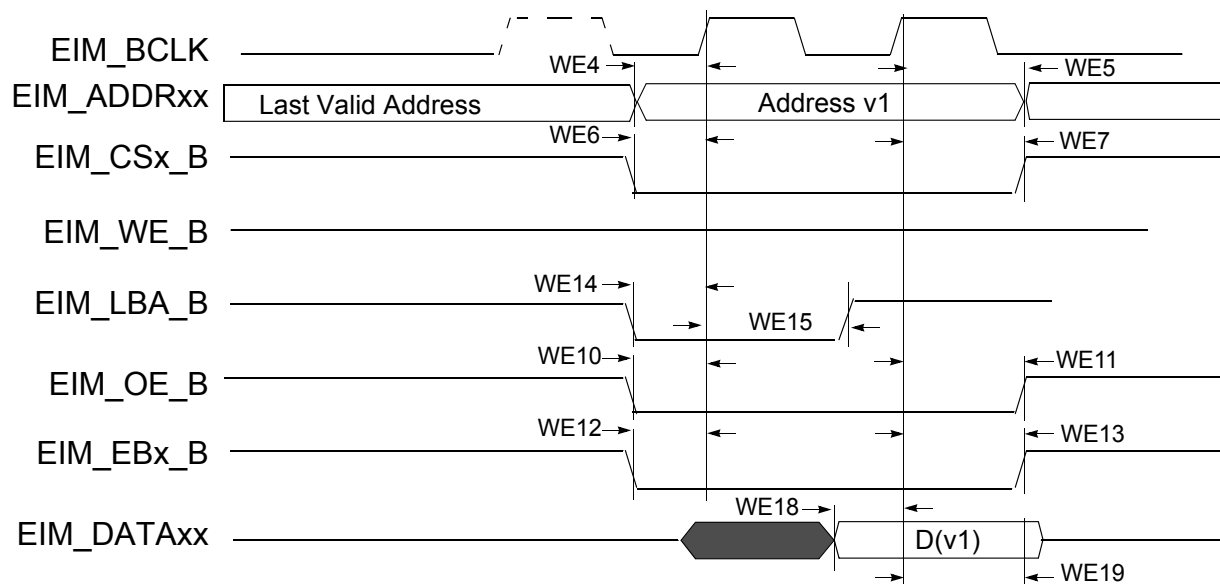 EIM_BCLK
WE4
WE5
EIM_ADDRxx
Last Valid Address
Address v1
WE6
WE7
EIM_CSx_B
EIM_WE_B
WE14
EIM_LBA_B
WE15
WE10
WE11
EIM_OE_B
WE12
WE13
EIM_EBx_B
WE18
EIM_DATAxx
D(v1)
WE19